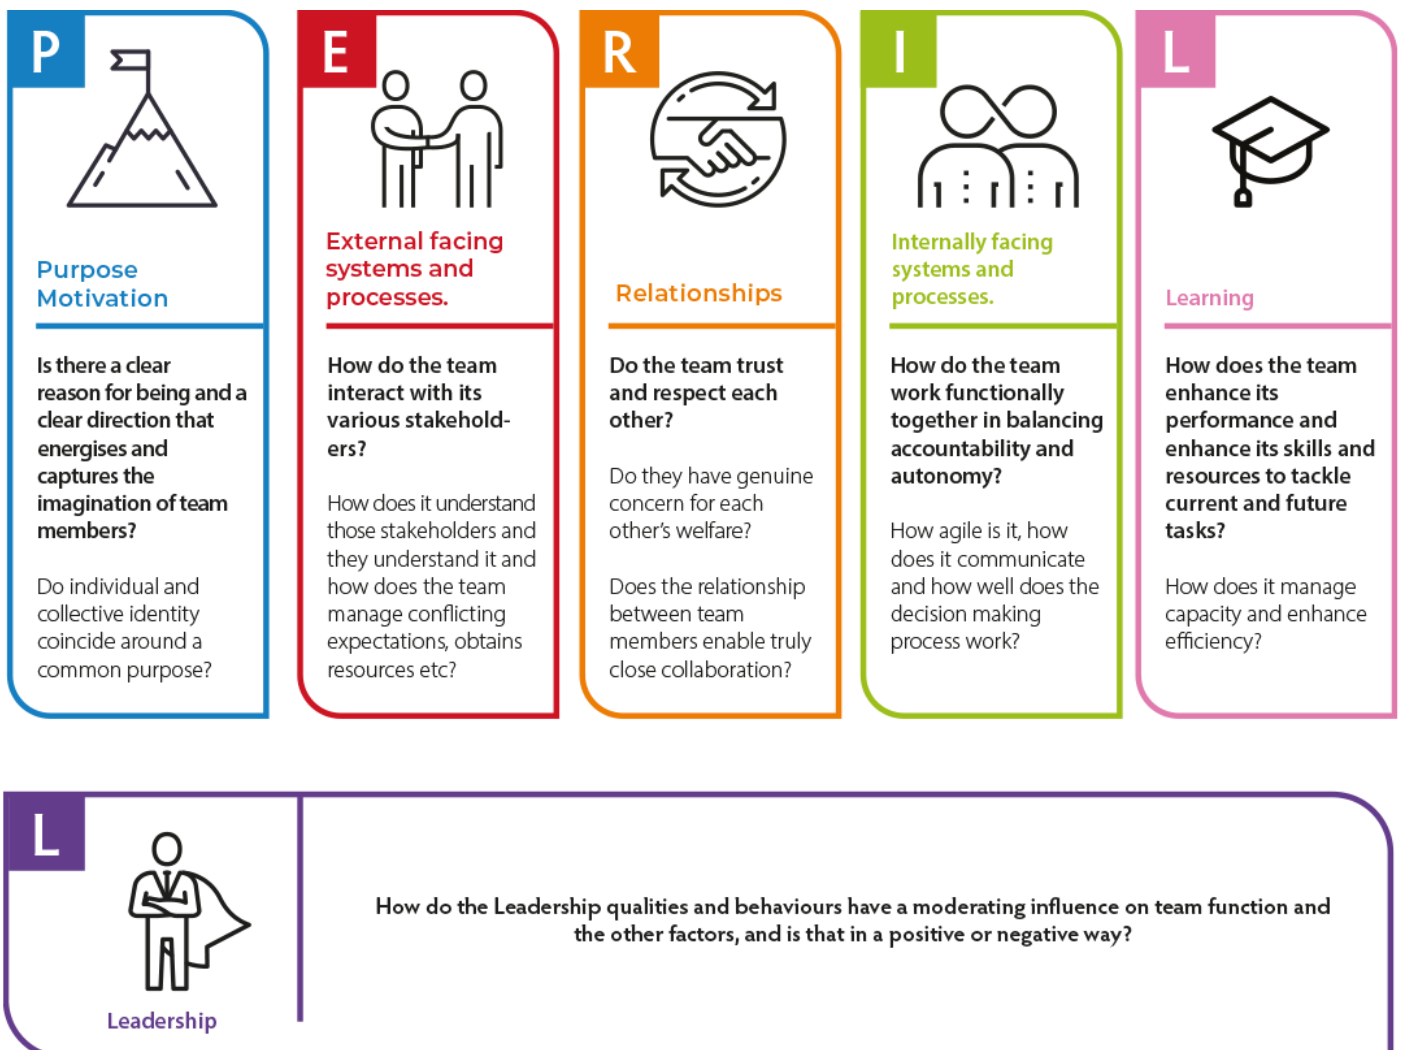 P
Purpose
Motivation
Is there a clear
reason for being and a
clear direction that
energises and
captures the
imagination of team
members?
Do individual and
collective identity
coincide around a
common purpose?
E
External facing
systems and
processes.
How do the team
interact with its
various stakehold-
ers?
How does it understand
those stakeholders and
they understand it and
how does the team
manage conflicting
expectations, obtains
resources etc?
R
Relationships
Do the team trust
and respect each
other?
Do they have genuine
concern for each
other's welfare?
Does the relationship
between team
members enable truly
close collaboration?
I
Internally facing
systems and
processes.
How do the team
work functionally
together in balancing
accountability and
autonomy?
How agile is it, how
does it communicate
and how well does the
decision making
process work?
L
Learning
How does the team
enhance its
performance and
enhance its skills and
resources to tackle
current and future
tasks?
How does it manage
capacity and enhance
efficiency?
L
Leadership
How do the Leadership qualities and behaviours have a moderating influence on team function and
the other factors, and is that in a positive or negative way?